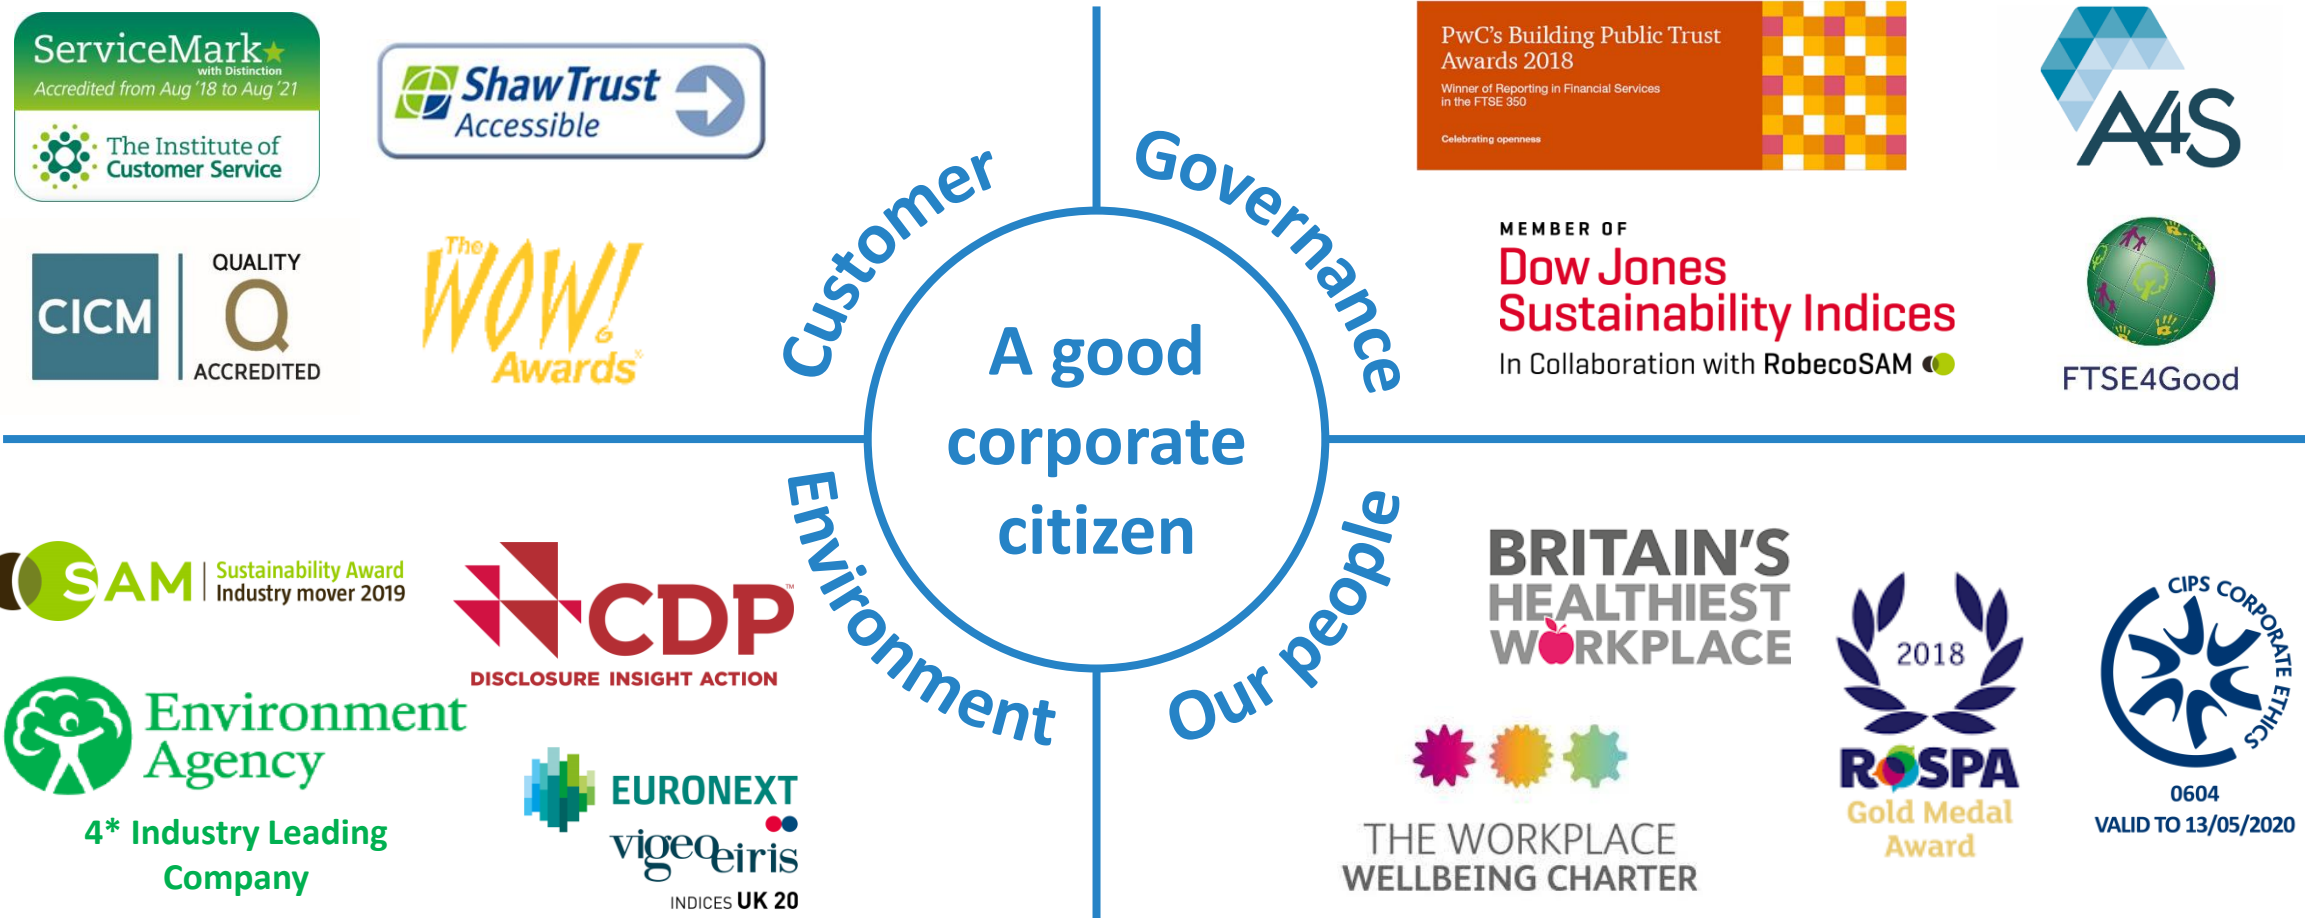 ServiceMark
with Distinction
Accredited from Aug '18 to Aug '21
The Institute of
Customer Service
Shaw Trust
Accessible
CICM
QUALITY
Q
ACCREDITED
The
WOW!
Awards
Customer
Governance
PwC's Building Public Trust
Awards 2018
Winner of Reporting in Financial Services
in the FTSE 350
Celebrating openness
A4S
MEMBER OF
Dow Jones
Sustainability Indices
In Collaboration with RobecoSAM
FTSE4Good
A good
corporate
citizen
Environment
Our people
SAM
Sustainability Award
Industry mover 2019
CDP™
DISCLOSURE INSIGHT ACTION
Environment
Agency
4* Industry Leading
Company
EURONEXT
vigeoeiris
INDICES UK 20
BRITAIN'S
HEALTHIEST
WORKPLACE
THE WORKPLACE
WELLBEING CHARTER
2018
RoSPA
Gold Medal
Award
CIPS CORPORATE ETHICS
0604
VALID TO 13/05/2020